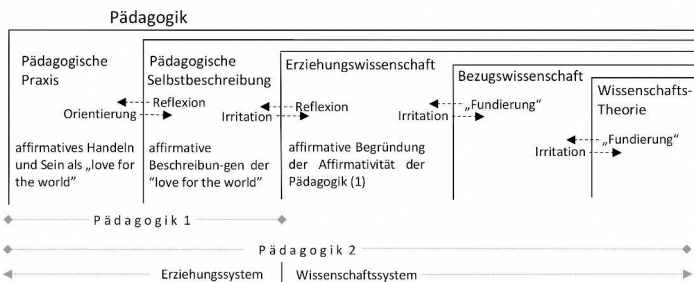 Pädagogik
Pädagogische
Praxis
Pädagogische
Selbstbeschreibung
Erziehungswissenschaft
Bezugswissenschaft
Wissenschafts-
Theorie
Reflexion
Orientierung
Reflexion
Irritation
„Fundierung“
Irritation
„Fundierung“
Irritation
affirmatives Handeln
und Sein als „love for
the world”
affirmative
Beschreibun-gen der
“love for the world”
affirmative Begründung
der Affirmativität der
Pädagogik (1)
Pädagogik 1
Pädagogik 2
Erziehungssystem
Wissenschaftssystem